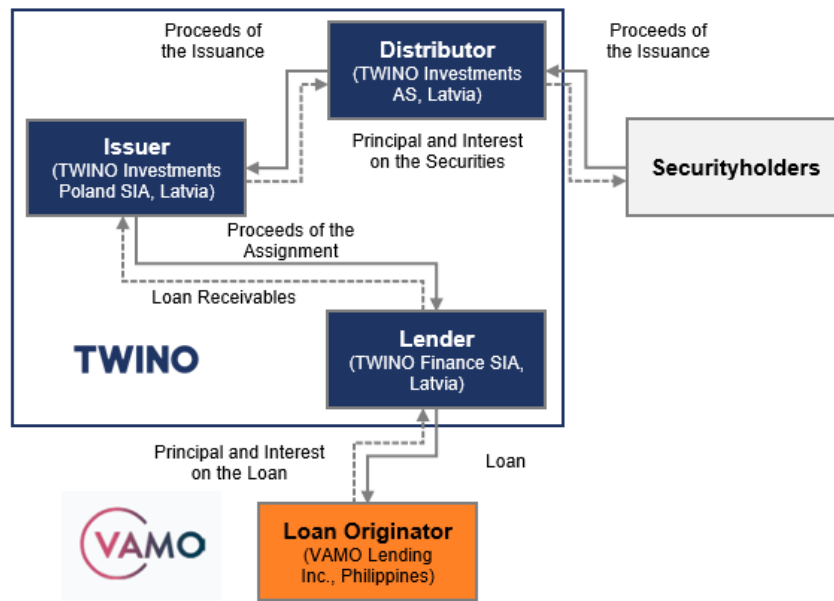 Proceeds of
the Issuance
Distributor
(TWINO Investments
AS, Latvia)
Proceeds of
the Issuance
Issuer
(TWINO Investments
Poland SIA, Latvia)
Principal and Interest
on the Securities
Securityholders
Proceeds of the
Assignment
Loan Receivables
TWINO
Lender
(TWINO Finance SIA,
Latvia)
Principal and Interest
on the Loan
Loan
VAMO
Loan Originator
(VAMO Lending
Inc., Philippines)